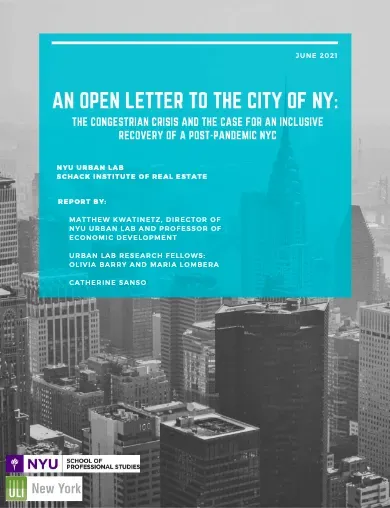 JUNE 2021
AN OPEN LETTER TO THE CITY OF NY:
THE CONGESTRIAN CRISIS AND THE CASE FOR AN INCLUSIVE
RECOVERY OF A POST-PANDEMIC NYC
NYU URBAN LAB
SCHACK INSTITUTE OF REAL ESTATE
REPORT BY:
MATTHEW KWATINETZ, DIRECTOR OF
NYU URBAN LAB AND PROFESSOR OF
ECONOMIC DEVELOPMENT
URBAN LAB RESEARCH FELLOWS:
OLIVIA BARRY AND MARIA LOMBERA
CATHERINE SANSO
NYU
SCHOOL OF
PROFESSIONAL STUDIES
ULI New York